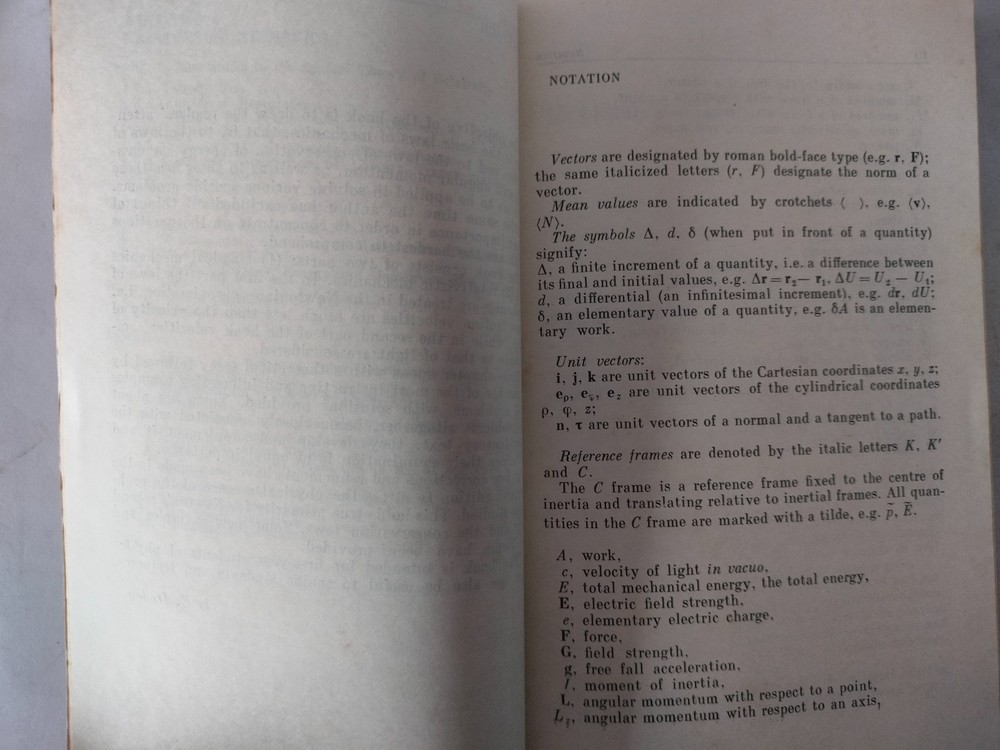 NOTATION
Vectors are designated by roman bold-face type (e.g. r, F);
the same italicized letters (r, F) designate the norm of a
vector.
Mean values are indicated by crotchets ⟨ ⟩, e.g. ⟨v⟩,
⟨N⟩.
The symbols Δ, d, δ (when put in front of a quantity)
signify:
Δ, a finite increment of a quantity, i.e. a difference between
its final and initial values, e.g. Δr = r₂ − r₁, ΔU = U₂ − U₁;
d, a differential (an infinitesimal increment), e.g. dr, dU;
δ, an elementary value of a quantity, e.g. δA is an elemen-
tary work.
Unit vectors:
i, j, k are unit vectors of the Cartesian coordinates x, y, z;
eρ, eφ, e_z are unit vectors of the cylindrical coordinates
ρ, φ, z;
n, τ are unit vectors of a normal and a tangent to a path.
Reference frames are denoted by the italic letters K, K′
and C.
The C frame is a reference frame fixed to the centre of
inertia and translating relative to inertial frames. All quan-
tities in the C frame are marked with a tilde, e.g. p̃, Ẽ.
A, work,
c, velocity of light in vacuo,
E, total mechanical energy, the total energy,
E, electric field strength,
e, elementary electric charge,
F, force,
G, field strength,
g, free fall acceleration,
I, moment of inertia,
L, angular momentum with respect to a point,
L_z, angular momentum with respect to an axis,